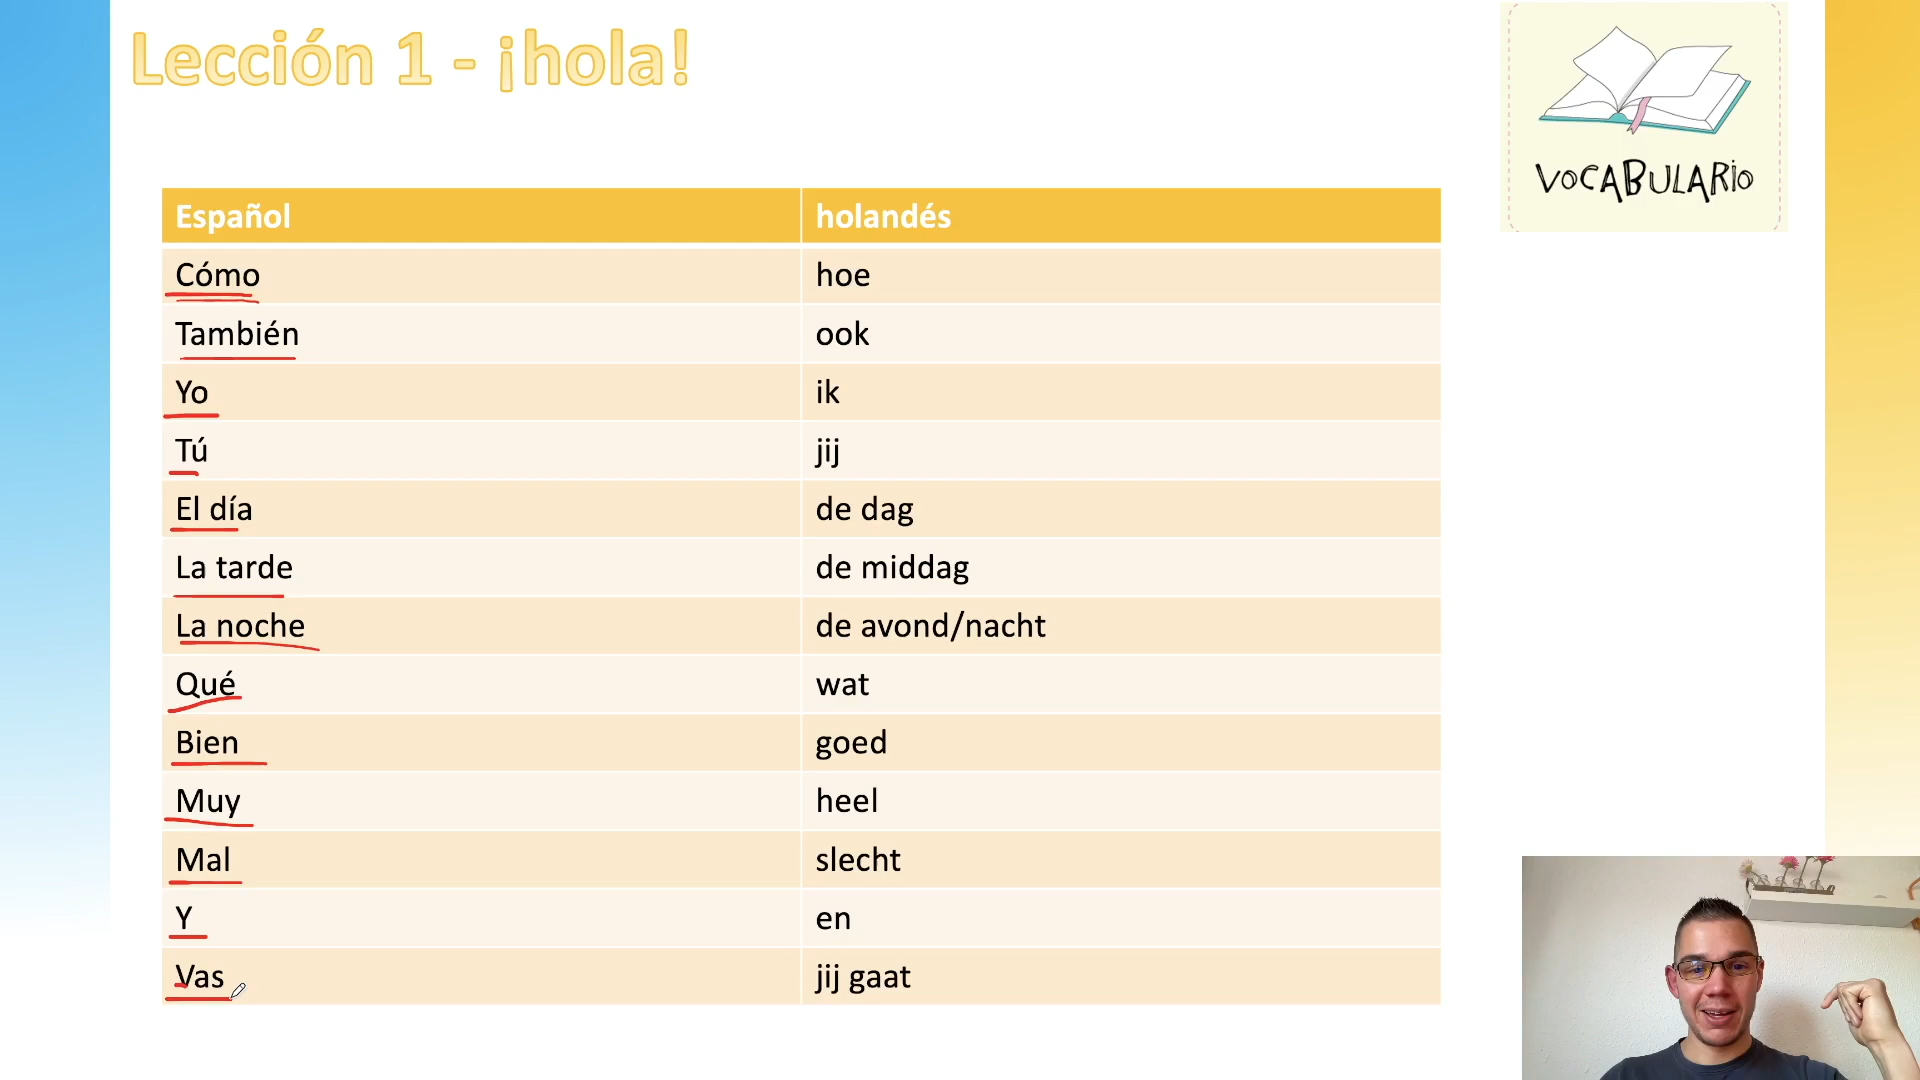 Lección 1 - ¡hola!
VOCABULARIO
Español holandés
Cómo hoe
También ook
Yo ik
Tú jij
El día de dag
La tarde de middag
La noche de avond/nacht
Qué wat
Bien goed
Muy heel
Mal slecht
Y en
Vas jij gaat